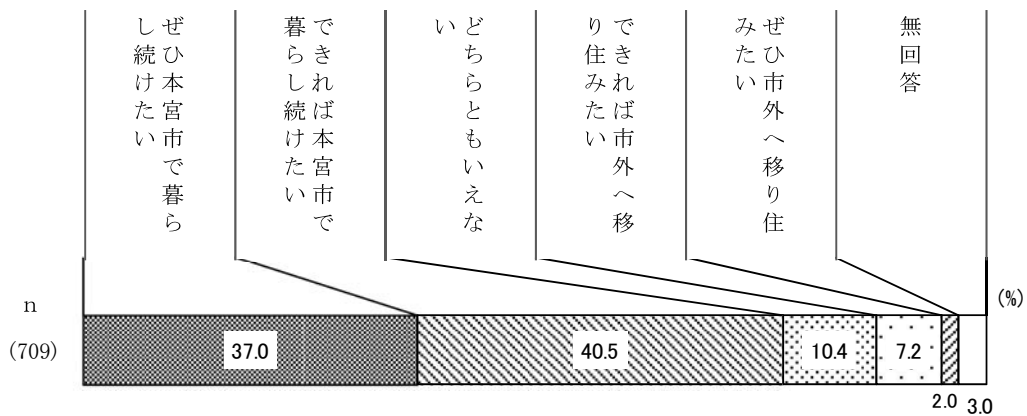 ぜひ本宮市で暮ら
し続けたい
できれば本宮市で
暮らし続けたい
どちらともいえな
い
できれば市外へ移
り住みたい
ぜひ市外へ移り住
みたい
無回答
n
(%)
(709)
37.0
40.5
10.4
7.2
2.0
3.0